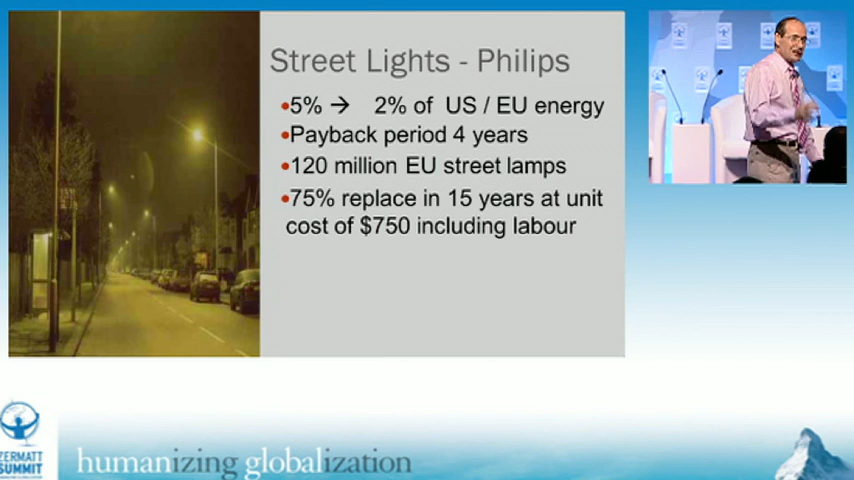 Street Lights - Philips
•5% → 2% of US / EU energy
•Payback period 4 years
•120 million EU street lamps
•75% replace in 15 years at unit
cost of $750 including labour
ZERMATT
SUMMIT
humanizing globalization